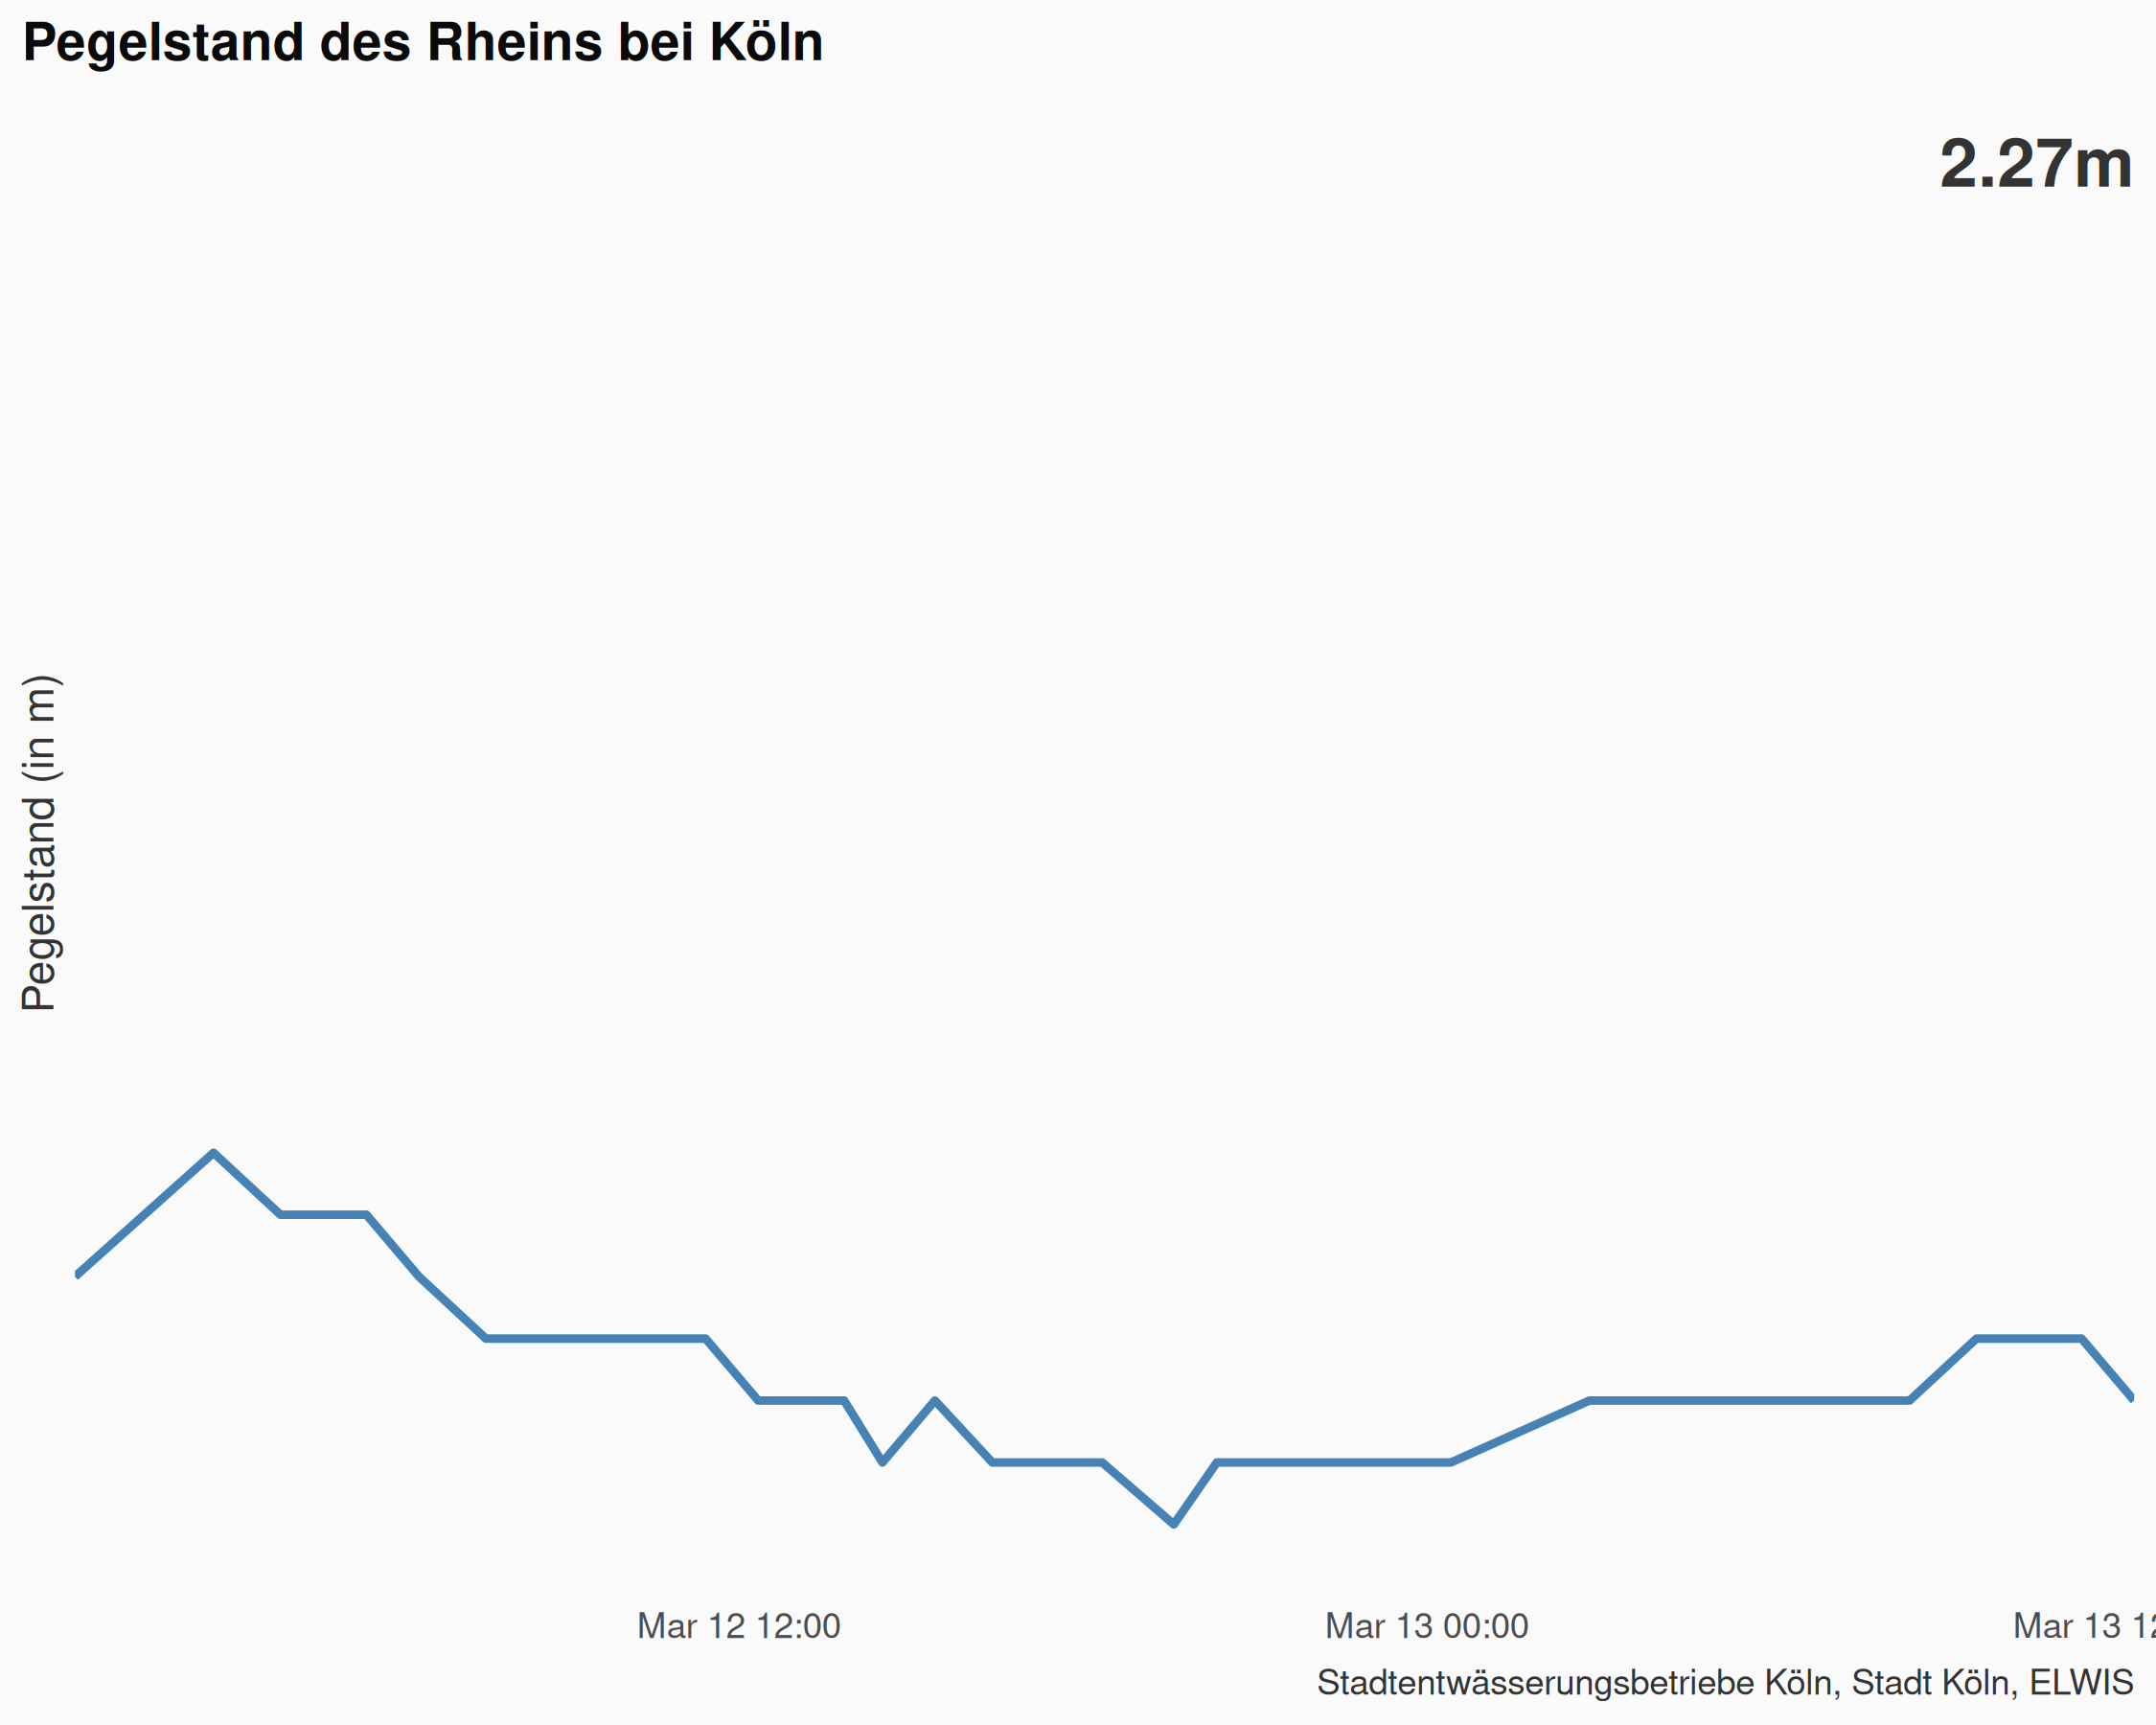 Pegelstand des Rheins bei Köln
2.27m
Pegelstand (in m)
Mar 12 12:00
Mar 13 00:00
Mar 13
Stadtentwässerungsbetriebe Köln, Stadt Köln, ELWIS